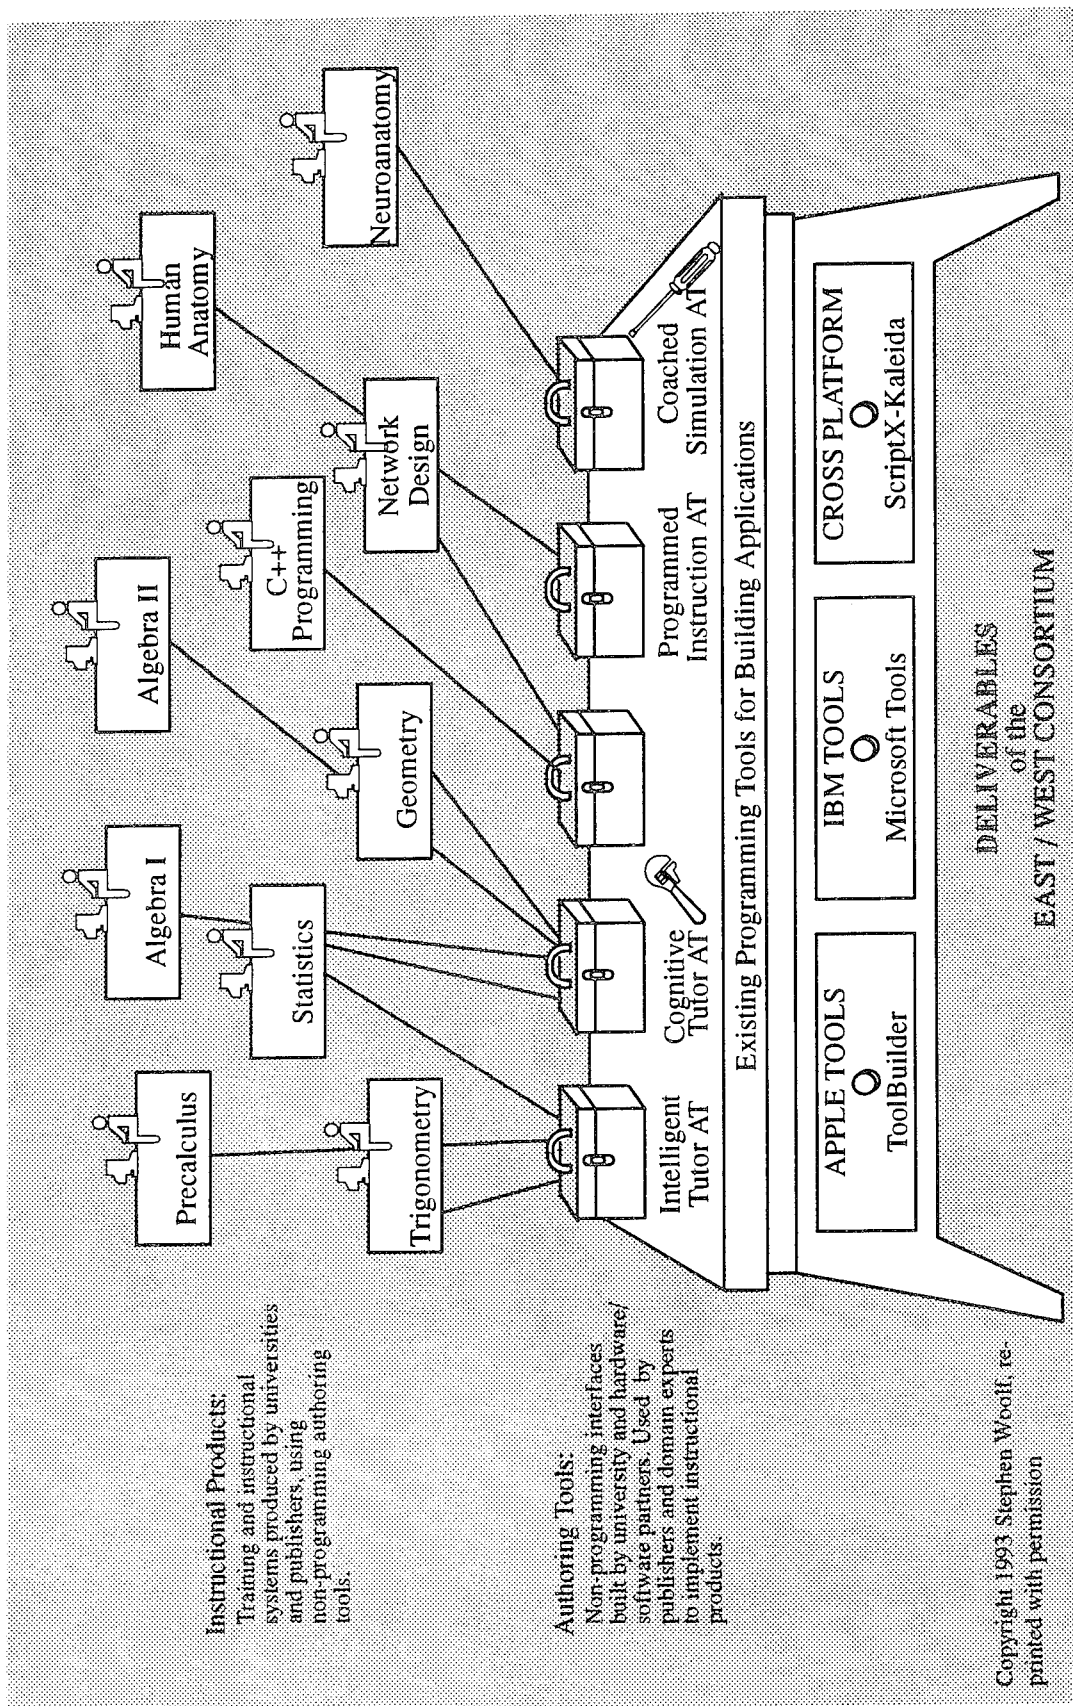 Instructional Products:
Training and instructional
systems produced by universities
and publishers, using
non-programming authoring
tools.
Precalculus
Algebra I
Algebra II
Human
Anatomy
Statistics
C++
Programming
Trigonometry
Geometry
Network
Design
Neuroanatomy
Authoring Tools:
Non-programming interfaces
built by university and hardware/
software partners. Used by
publishers and domain experts
to implement instructional
products.
Intelligent
Tutor AT
Cognitive
Tutor AT
Programmed
Instruction AT
Coached
Simulation AT
Existing Programming Tools for Building Applications
APPLE TOOLS
ToolBuilder
IBM TOOLS
Microsoft Tools
CROSS PLATFORM
ScriptX-Kaleida
DELIVERABLES
of the
EAST / WEST CONSORTIUM
Copyright 1993 Stephen Woolf, re-
printed with permission